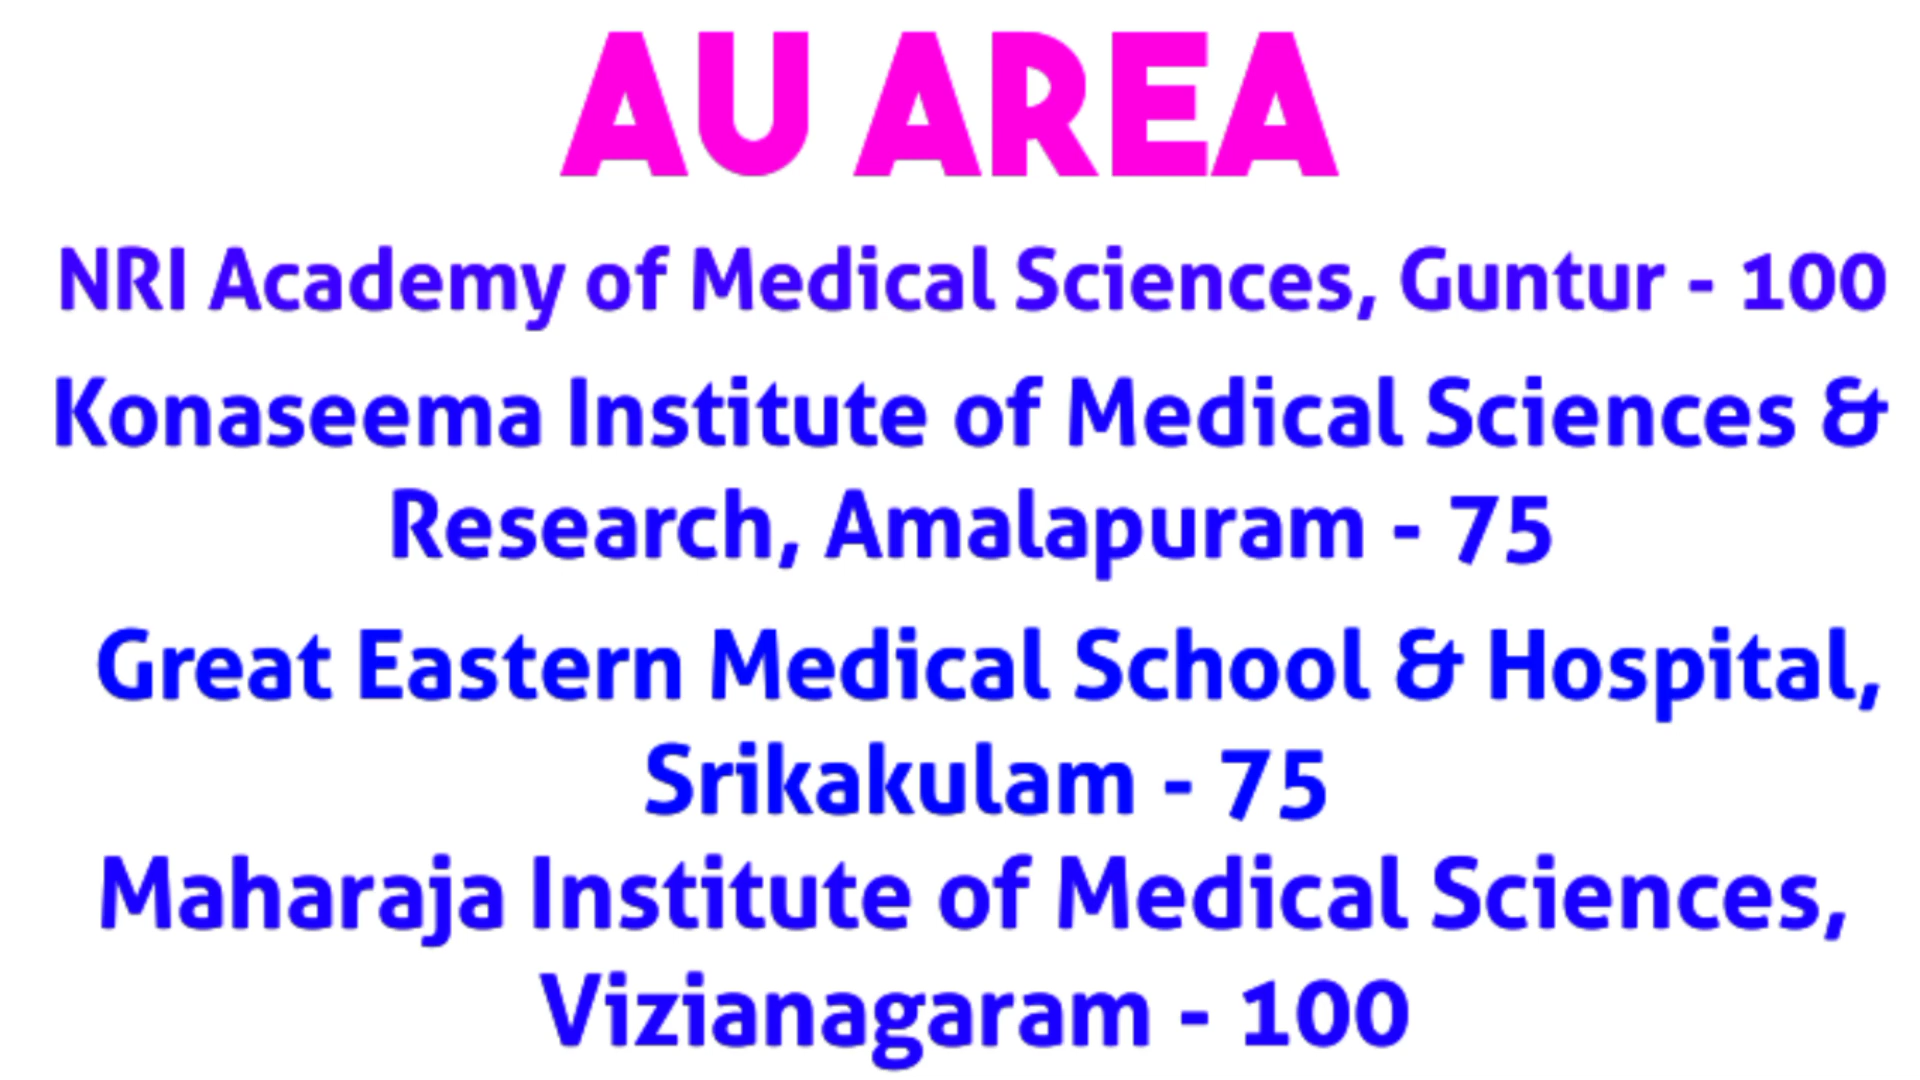 AU AREA
NRI Academy of Medical Sciences, Guntur - 100
Konaseema Institute of Medical Sciences &
Research, Amalapuram - 75
Great Eastern Medical School & Hospital,
Srikakulam - 75
Maharaja Institute of Medical Sciences,
Vizianagaram - 100